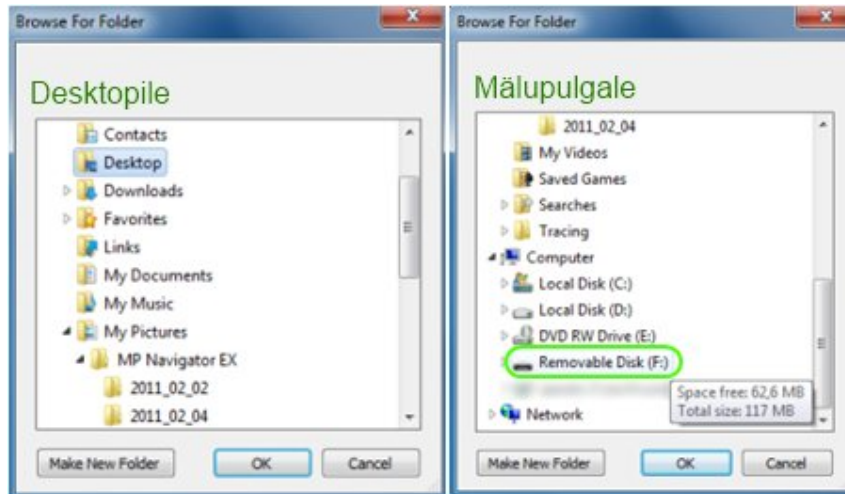 Browse For Folder
Desktopile
Contacts
Desktop
Downloads
Favorites
Links
My Documents
My Music
My Pictures
MP Navigator EX
2011_02_02
2011_02_04
Make New Folder
OK
Cancel
Browse For Folder
Mälupulgale
2011_02_04
My Videos
Saved Games
Searches
Tracing
Computer
Local Disk (C:)
Local Disk (D:)
DVD RW Drive (E:)
Removable Disk (F:)
Space free: 62,6 MB
Total size: 117 MB
Network
Make New Folder
OK
Cancel